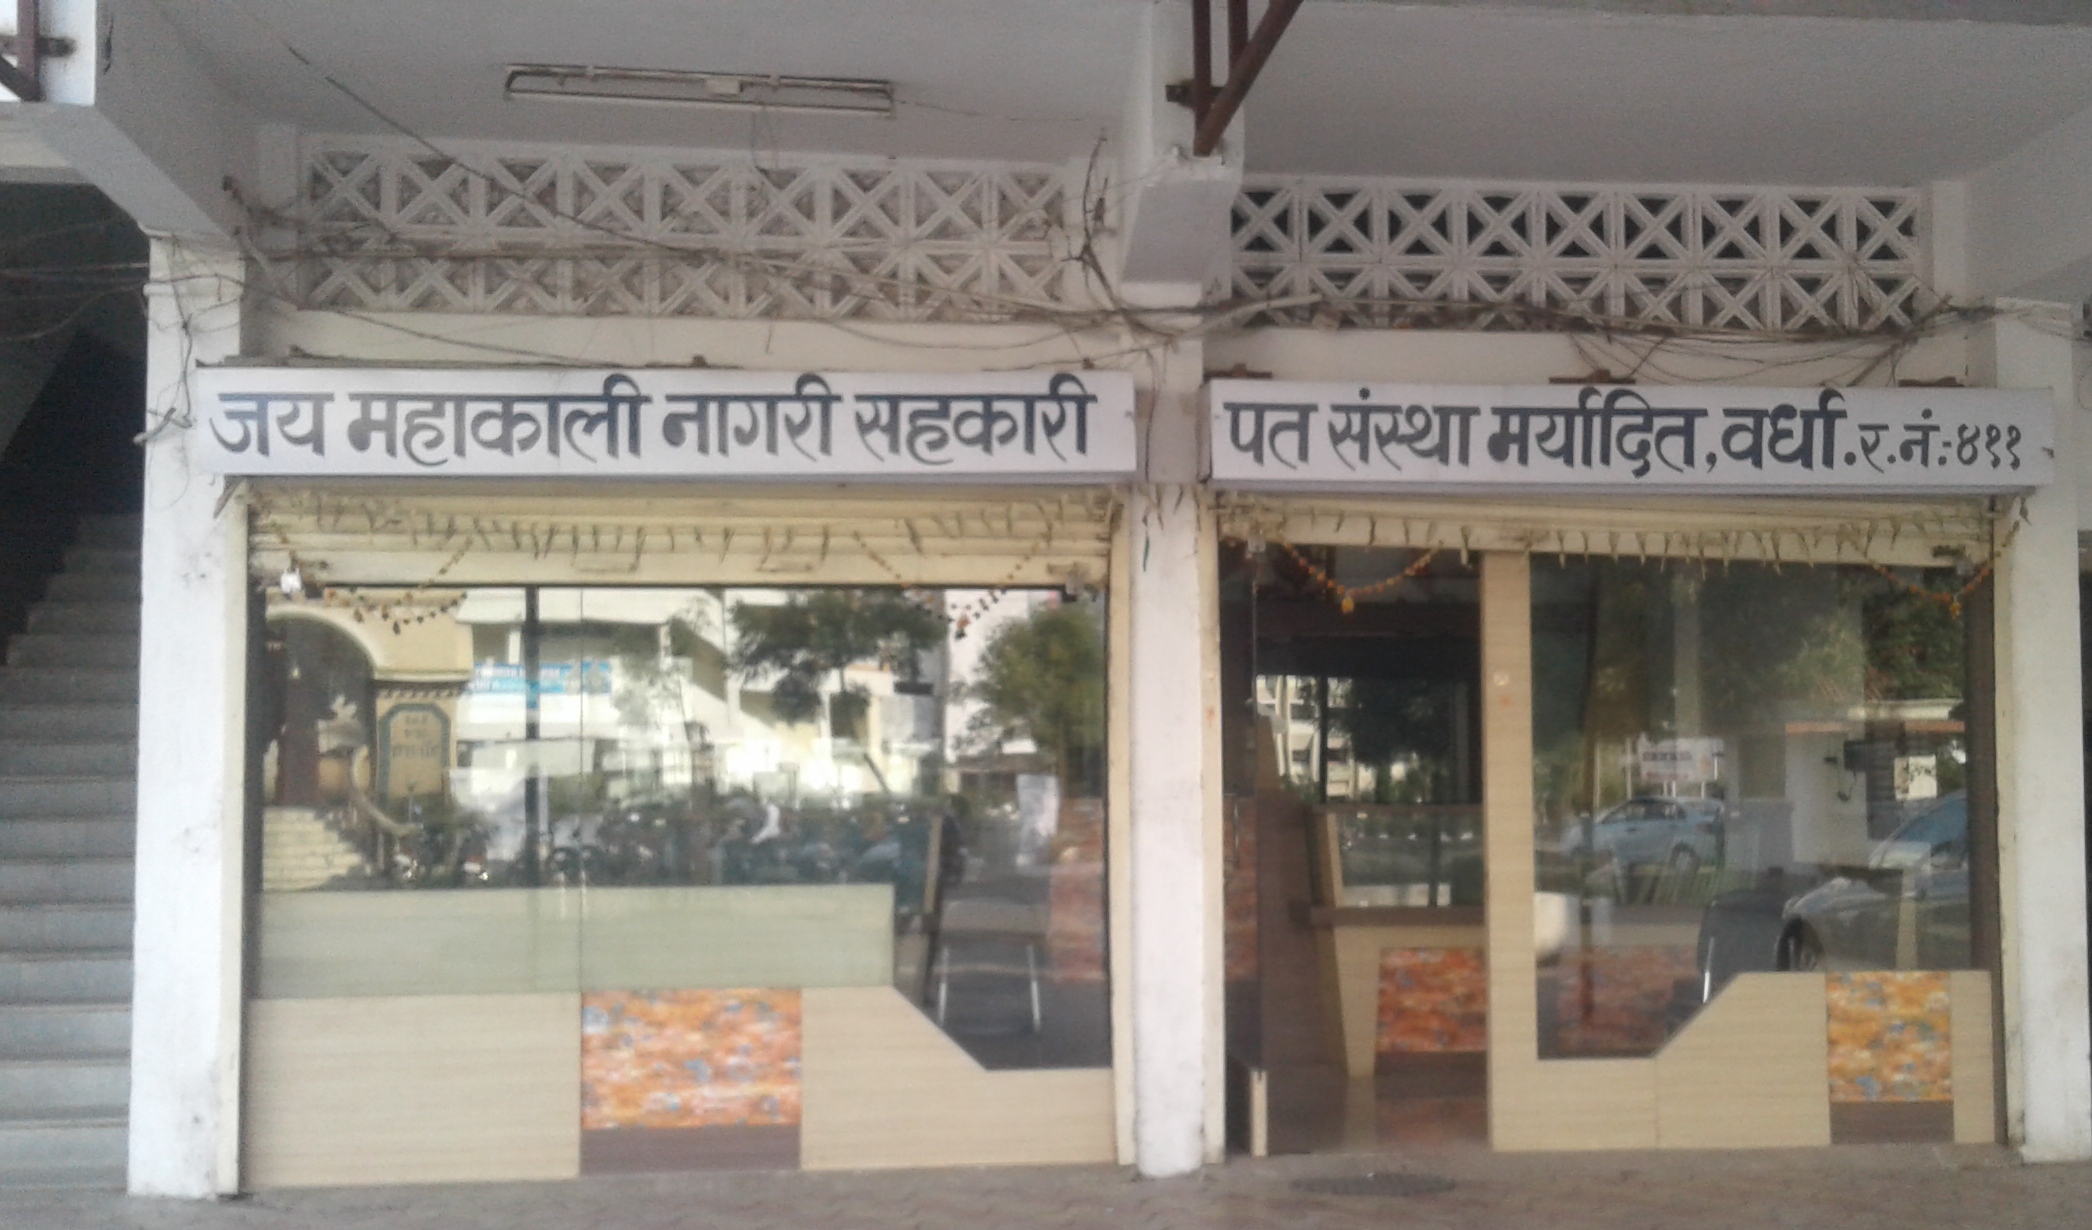 जय महाकाली नागरी सहकारी
पत संस्था मर्यादित,वर्धा.र.नं:-४११